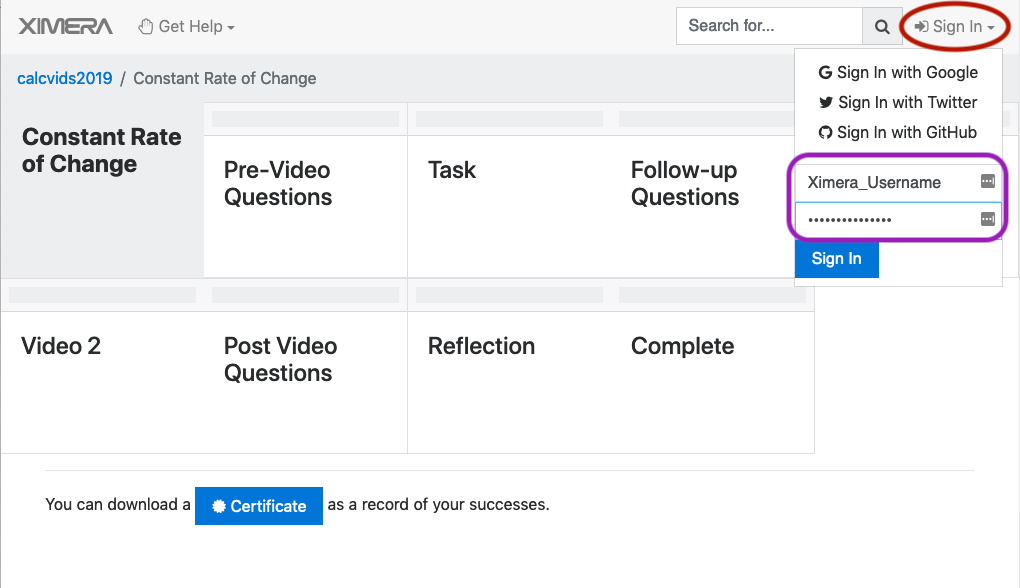 XIMERA Get Help Search for... Sign In
calcvids2019 / Constant Rate of Change
Sign In with Google
Sign In with Twitter
Sign In with GitHub
Ximera_Username
•••••••••••••••
Sign In
Constant Rate
of Change
Pre-Video
Questions
Task
Follow-up
Questions
Video 2
Post Video
Questions
Reflection
Complete
You can download a Certificate as a record of your successes.